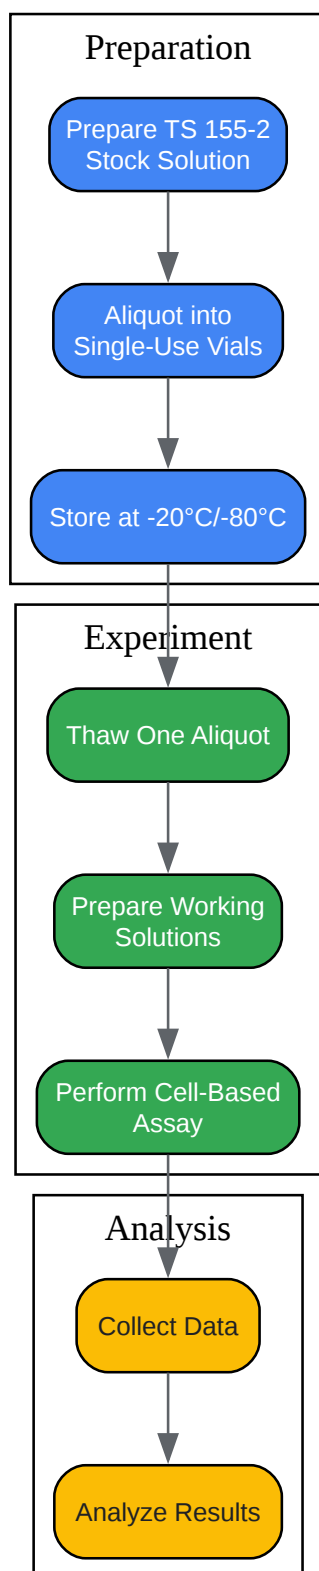 Preparation
Prepare TS 155-2
Stock Solution
Aliquot into
Single-Use Vials
Store at -20°C/-80°C
Experiment
Thaw One Aliquot
Prepare Working
Solutions
Perform Cell-Based
Assay
Analysis
Collect Data
Analyze Results